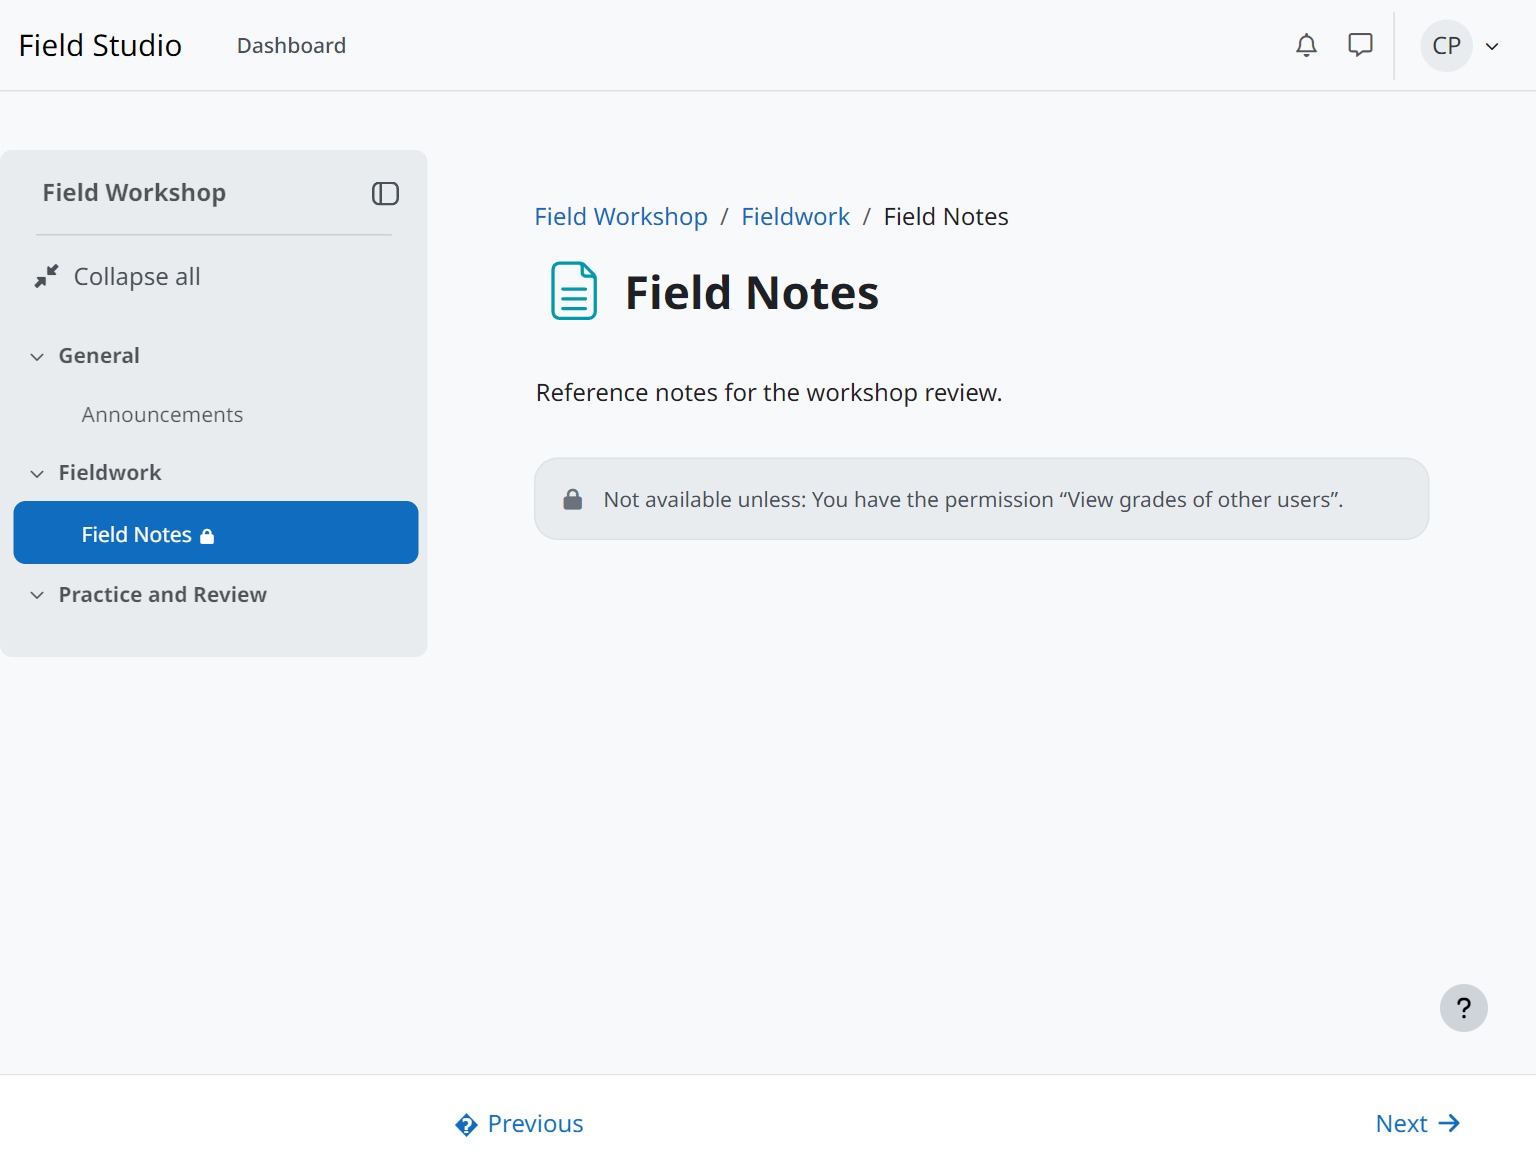 Field Studio
Dashboard
CP
Field Workshop
Collapse all
General
Announcements
Fieldwork
Field Notes
Practice and Review
Field Workshop / Fieldwork / Field Notes
Field Notes
Reference notes for the workshop review.
Not available unless: You have the permission “View grades of other users”.
?
� Previous
Next →